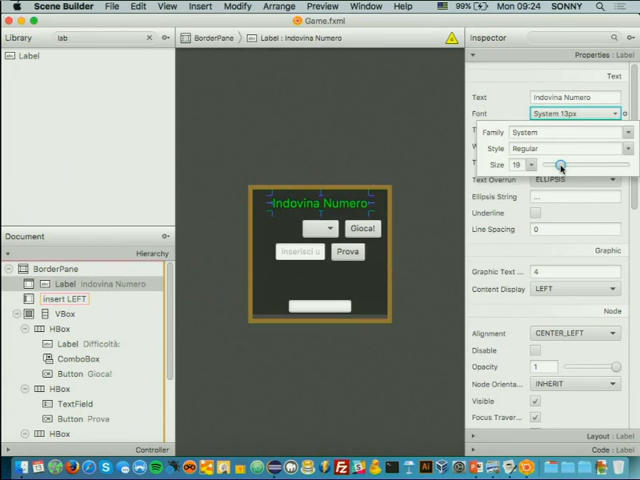 Scene Builder File Edit View Insert Modify Arrange Preview Window Help 99% Mon 09:24 SONNY
Game.fxml
Library lab
BorderPane Label : Indovina Numero
Inspector
Label
Properties : Label
Text
Text Indovina Numero
Font System 13px
Family System
Style Regular
Size 19
Text Overrun ELLIPSIS
Ellipsis String ...
Underline
Line Spacing 0
Graphic
Graphic Text ... 4
Content Display LEFT
Node
Alignment CENTER_LEFT
Disable
Opacity 1
Node Orienta... INHERIT
Visible
Focus Traver...
Layout : Label
Code : Label
Indovina Numero
Gioca!
inserisci u
Prova
Document
Hierarchy
BorderPane
Label Indovina Numero
insert LEFT
VBox
HBox
Label Difficoltà:
ComboBox
Button Gioca!
HBox
TextField
Button Prova
HBox
Controller